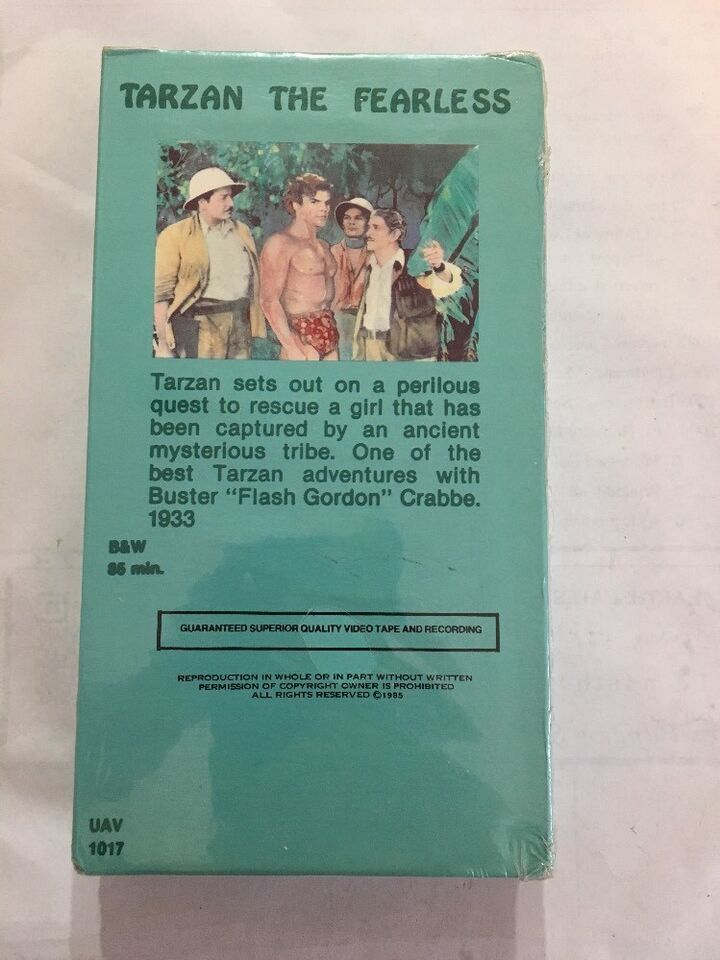 TARZAN THE FEARLESS
Tarzan sets out on a perilous
quest to rescue a girl that has
been captured by an ancient
mysterious tribe. One of the
best Tarzan adventures with
Buster "Flash Gordon" Crabbe.
1933
B&W
85 min.
GUARANTEED SUPERIOR QUALITY VIDEO TAPE AND RECORDING
REPRODUCTION IN WHOLE OR IN PART WITHOUT WRITTEN
PERMISSION OF COPYRIGHT OWNER IS PROHIBITED
ALL RIGHTS RESERVED ©1985
UAV
1017